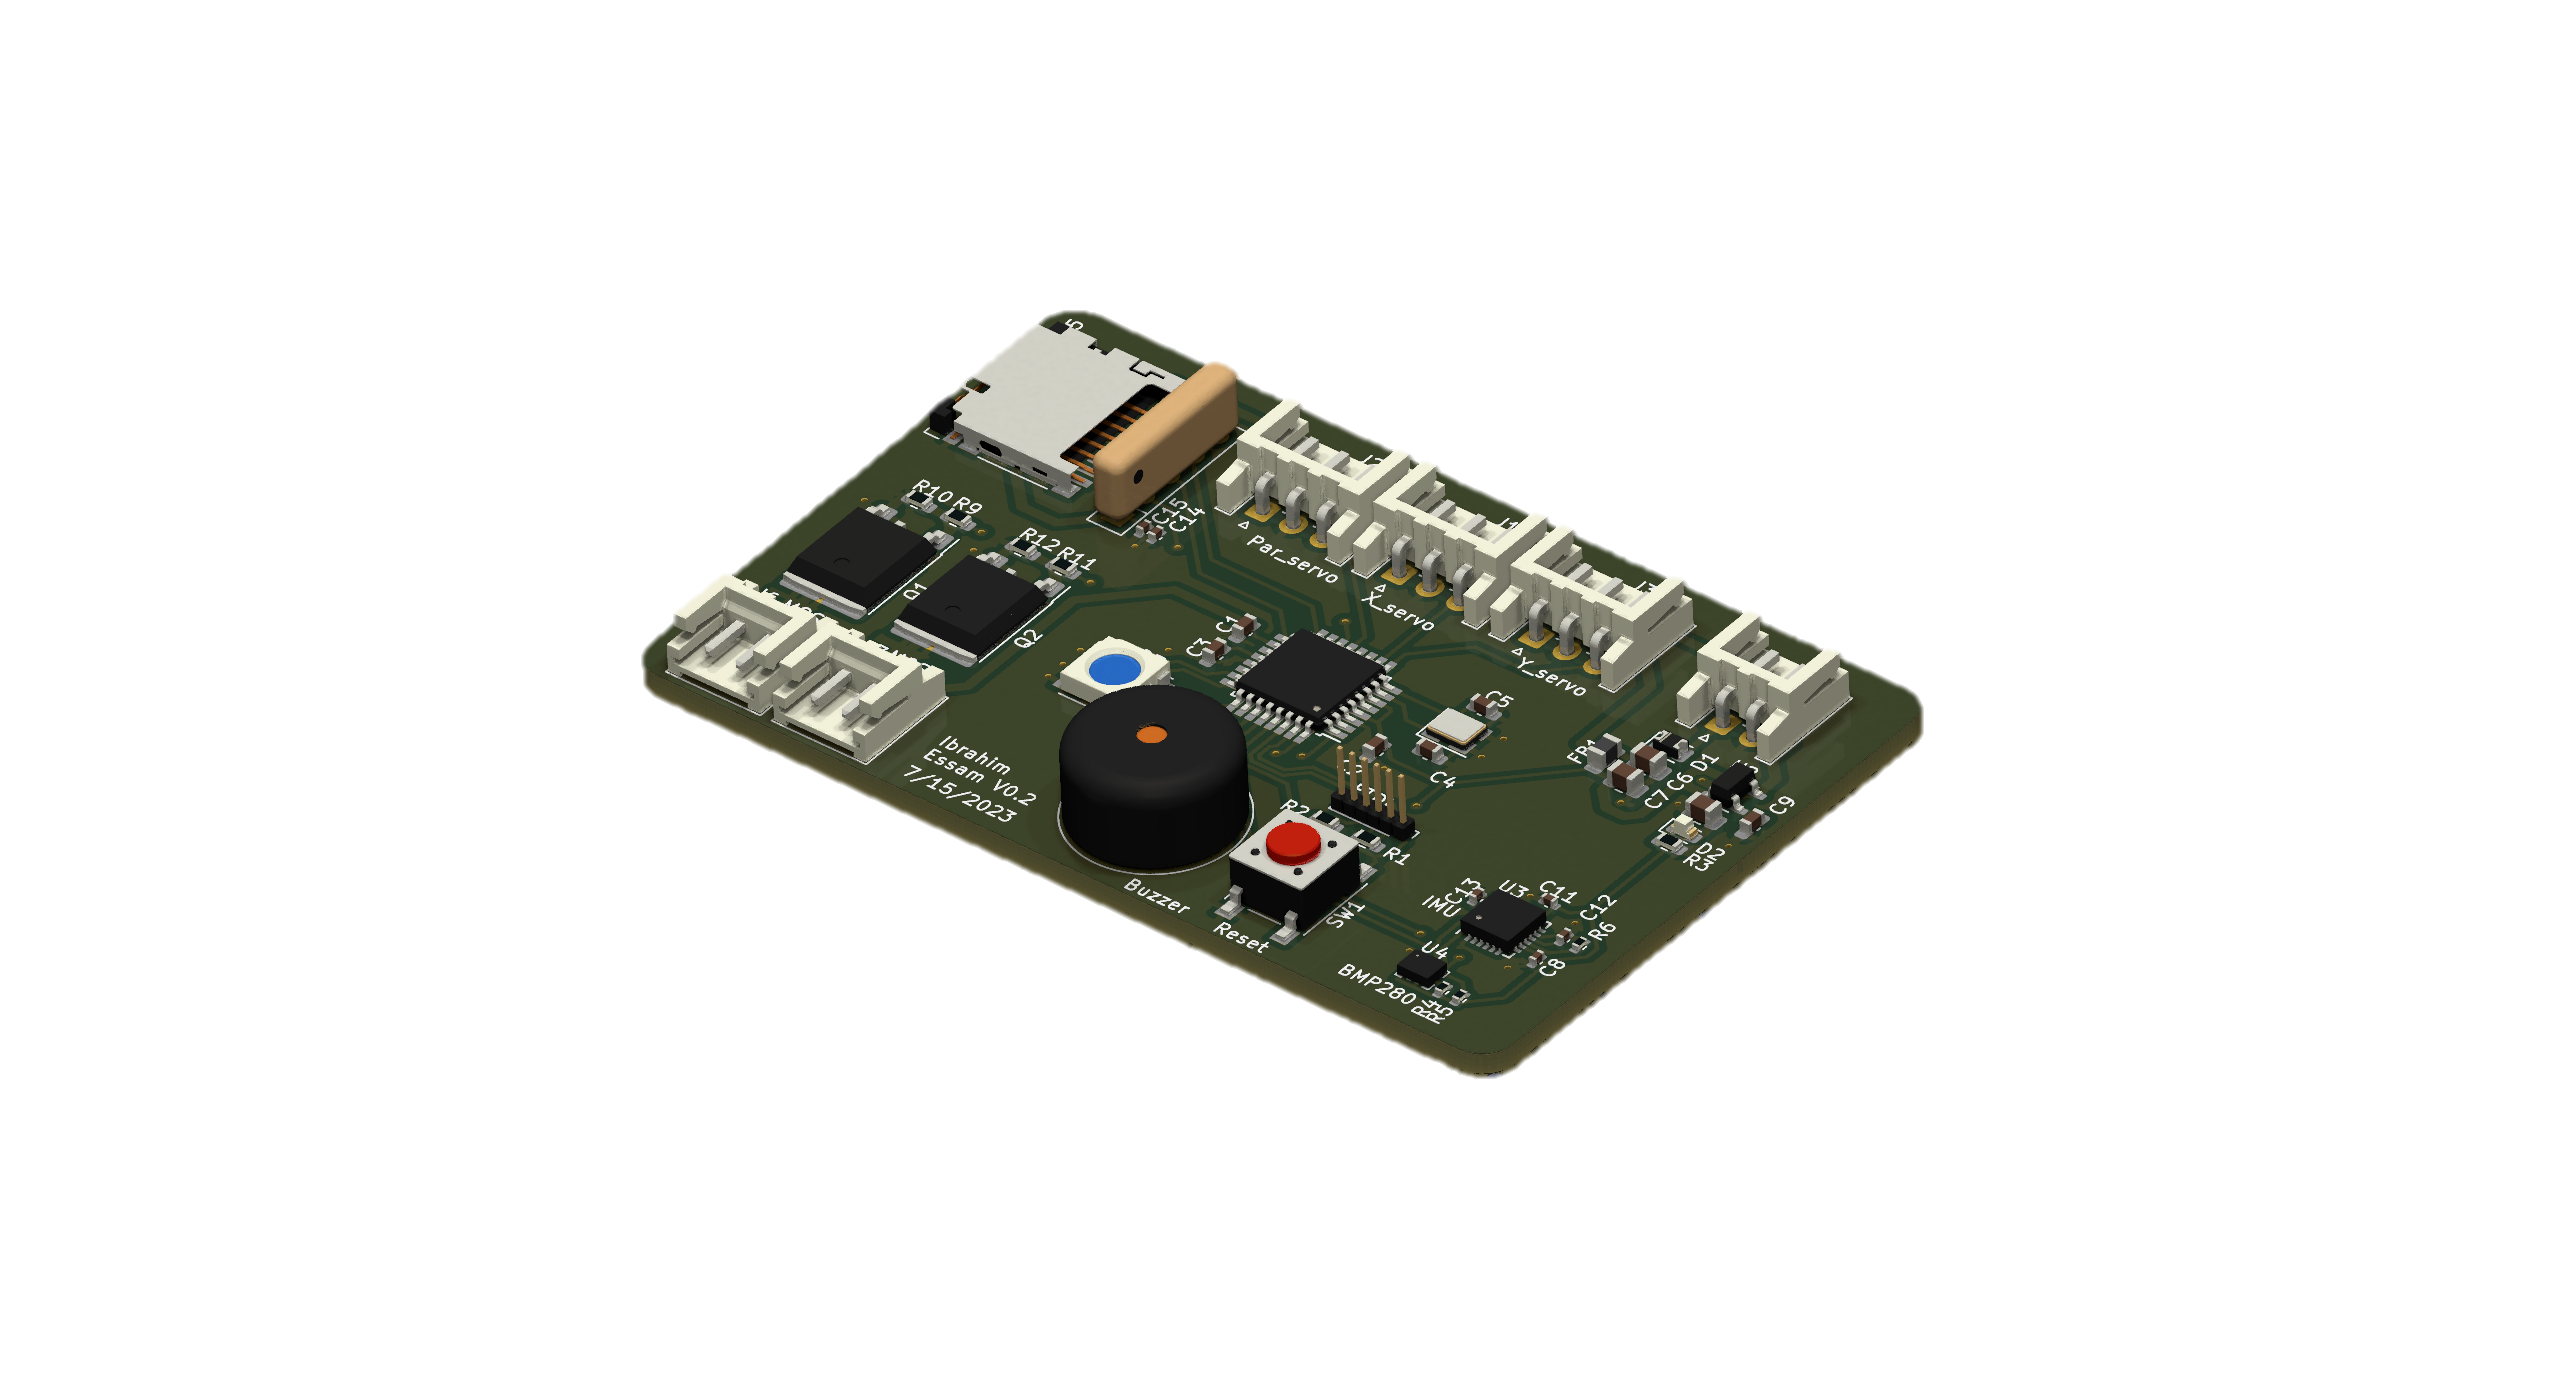 R10
R9
R12
R11
C15
C14
Par_servo
X_servo
Y_servo
Q1
Q2
C1
C3
C5
C4
Ibrahim
Essam V0.2
7/15/2023
FB1
D1
C6
C7
C9
R2
R1
D2
R3
Buzzer
SW1
Reset
C13
U3
C11
IMU
C12
R6
U4
C8
BMP280
R5